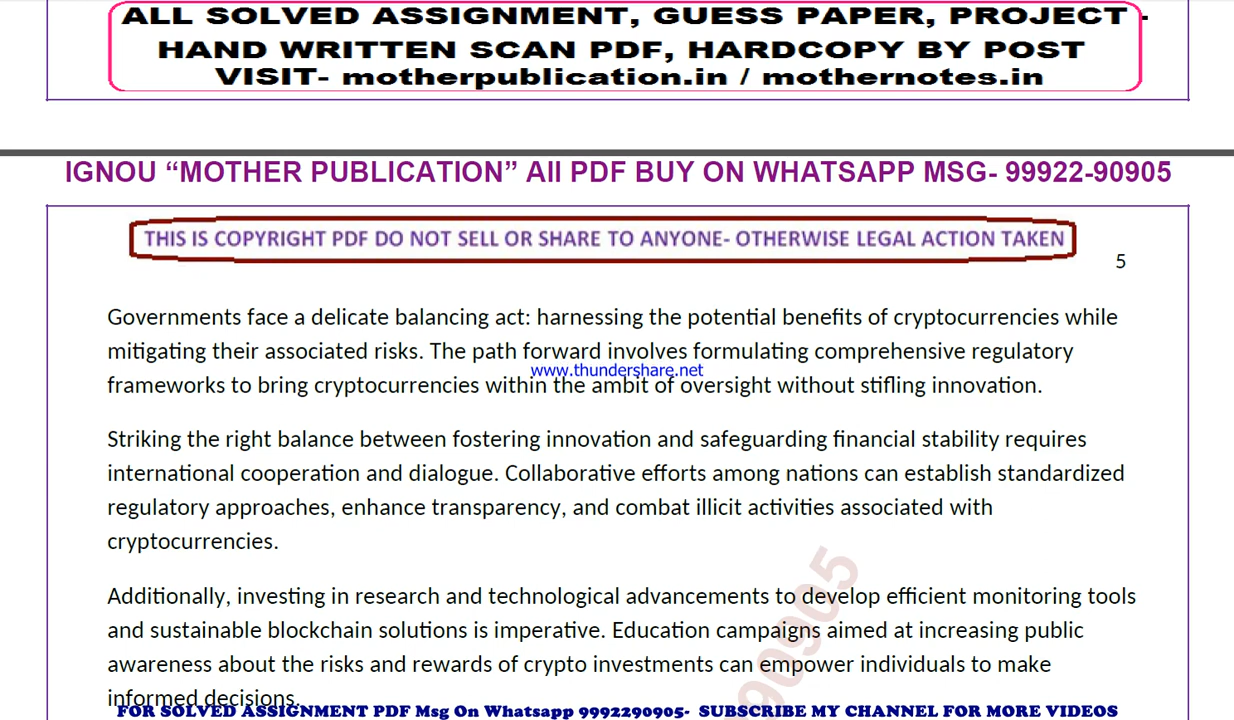 ALL SOLVED ASSIGNMENT, GUESS PAPER, PROJECT -
HAND WRITTEN SCAN PDF, HARDCOPY BY POST
VISIT- motherpublication.in / mothernotes.in
IGNOU “MOTHER PUBLICATION” All PDF BUY ON WHATSAPP MSG- 99922-90905
THIS IS COPYRIGHT PDF DO NOT SELL OR SHARE TO ANYONE- OTHERWISE LEGAL ACTION TAKEN
5
Governments face a delicate balancing act: harnessing the potential benefits of cryptocurrencies while
mitigating their associated risks. The path forward involves formulating comprehensive regulatory
www.thundershare.net
frameworks to bring cryptocurrencies within the ambit of oversight without stifling innovation.
Striking the right balance between fostering innovation and safeguarding financial stability requires
international cooperation and dialogue. Collaborative efforts among nations can establish standardized
regulatory approaches, enhance transparency, and combat illicit activities associated with
cryptocurrencies.
Additionally, investing in research and technological advancements to develop efficient monitoring tools
and sustainable blockchain solutions is imperative. Education campaigns aimed at increasing public
awareness about the risks and rewards of crypto investments can empower individuals to make
informed decisions.
FOR SOLVED ASSIGNMENT PDF Msg On Whatsapp 9992290905- SUBSCRIBE MY CHANNEL FOR MORE VIDEOS